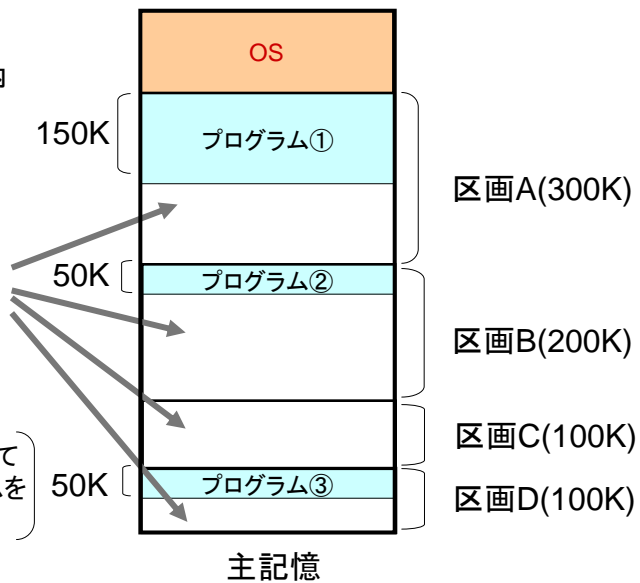 OS
150K
プログラム①
区画A(300K)
50K
プログラム②
区画B(200K)
区画C(100K)
て
を
50K
プログラム③
区画D(100K)
主記憶